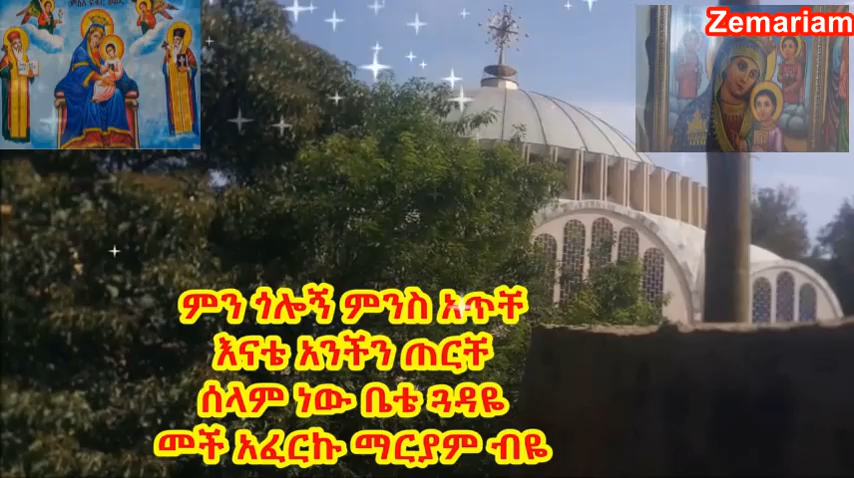 Zemariam
ምን ጎሎኝ ምንስ አጥቸ
እናቴ አንችን ጠርቸ
ሰላም ነው ቤቴ ጓዳዬ
መች አፈርኩ ማርያም ብዬ